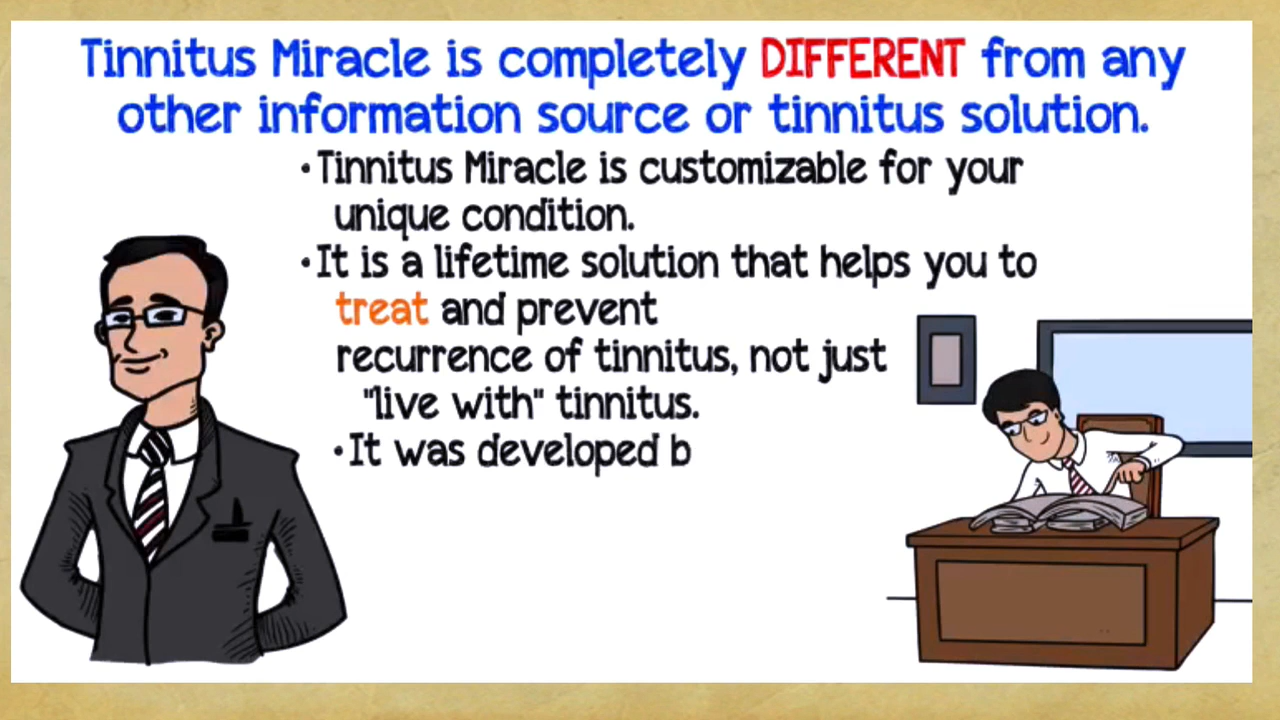 Tinnitus Miracle is completely DIFFERENT from any
other information source or tinnitus solution.
•Tinnitus Miracle is customizable for your
unique condition.
•It is a lifetime solution that helps you to
treat and prevent
recurrence of tinnitus, not just
"live with" tinnitus.
•It was developed b